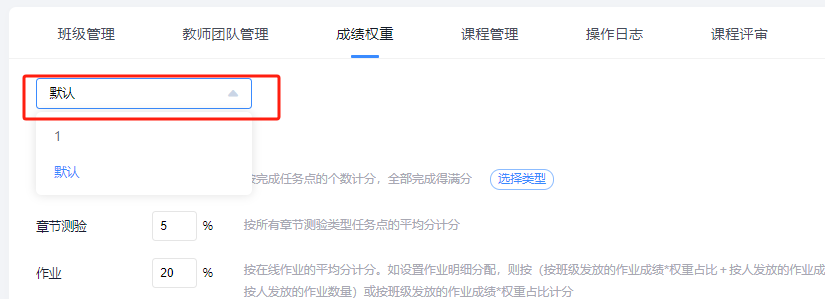 班级管理 教师团队管理 成绩权重 课程管理 操作日志 课程评审
默认
1
默认
按完成任务点的个数计分，全部完成得满分 选择类型
章节测验 5 % 按所有章节测验类型任务点的平均分计分
作业 20 % 按在线作业的平均分计分。如设置作业明细分配，则按（按班级发放的作业成绩*权重占比 + 按人发放的作业成
按人发放的作业数量）或按班级发放的作业成绩*权重占比计分